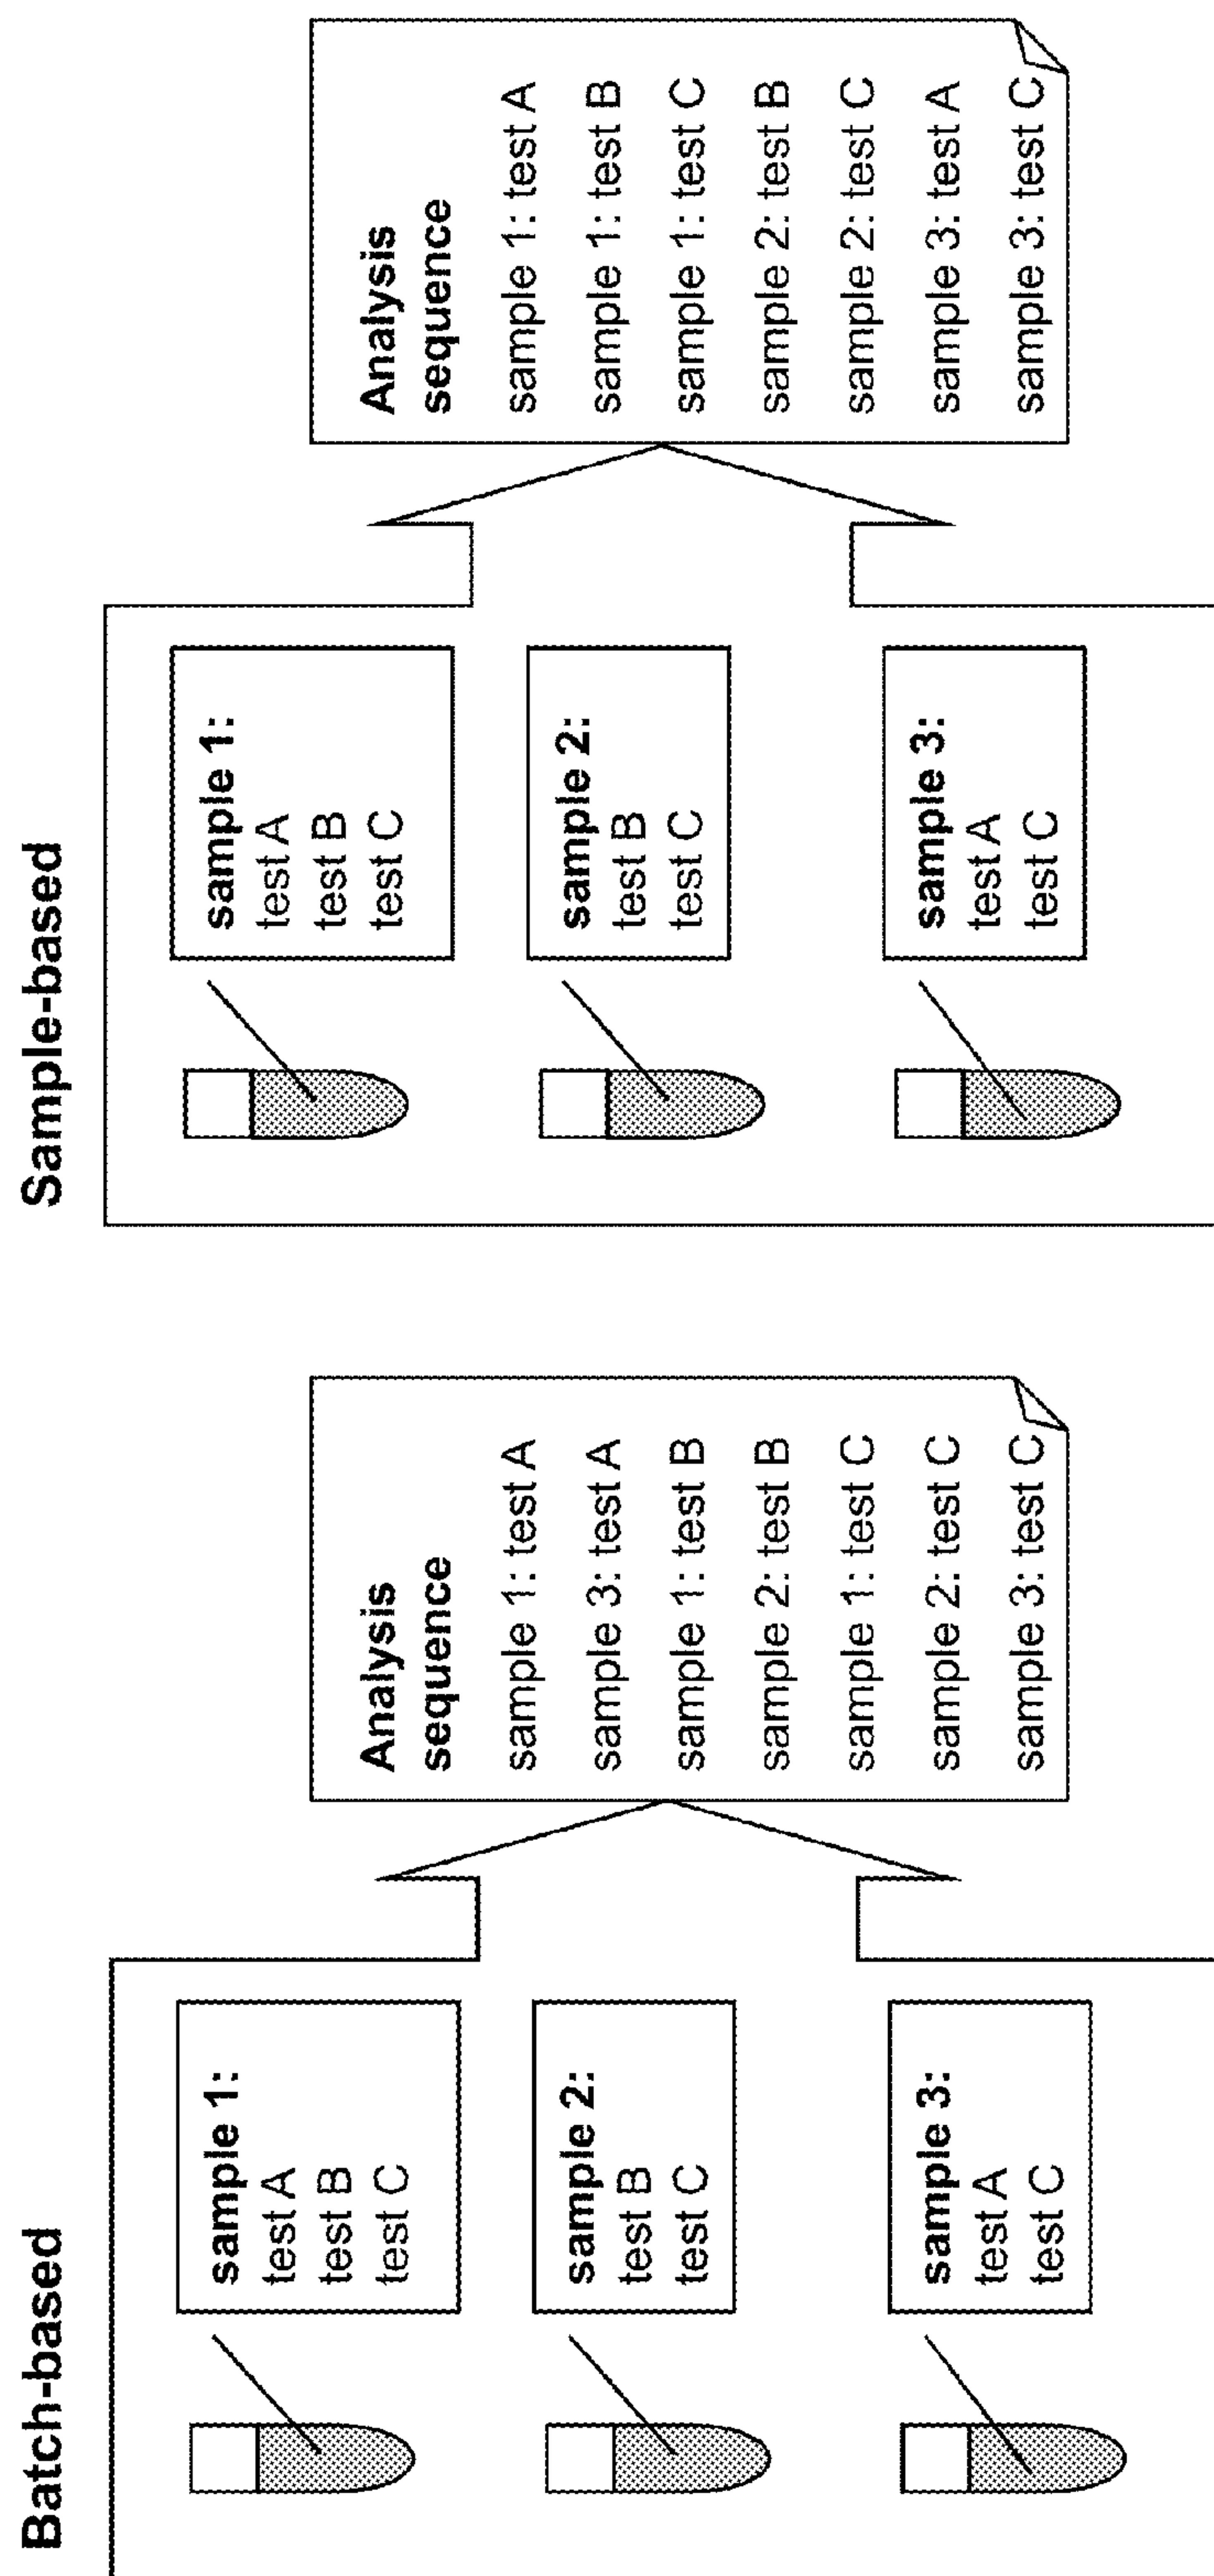 Batch-based
sample 1:
test A
test B
test C
sample 2:
test B
test C
sample 3:
test A
test C
Analysis
sequence
sample 1: test A
sample 3: test A
sample 1: test B
sample 2: test B
sample 1: test C
sample 2: test C
sample 3: test C
Sample-based
sample 1:
test A
test B
test C
sample 2:
test B
test C
sample 3:
test A
test C
Analysis
sequence
sample 1: test A
sample 1: test B
sample 1: test C
sample 2: test B
sample 2: test C
sample 3: test A
sample 3: test C